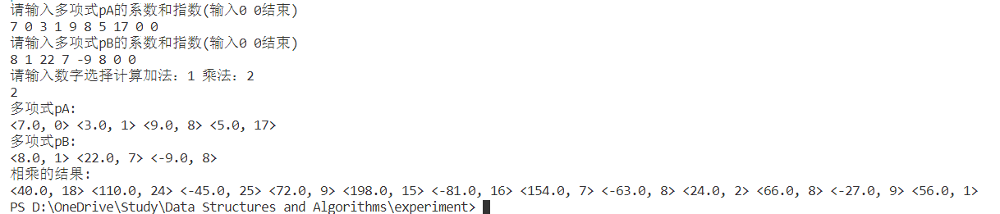 请输入多项式pA的系数和指数(输入0 0结束)
7 0 3 1 9 8 5 17 0 0
请输入多项式pB的系数和指数(输入0 0结束)
8 1 22 7 -9 8 0 0
请输入数字选择计算加法：1 乘法：2
2
多项式pA:
<7.0, 0> <3.0, 1> <9.0, 8> <5.0, 17>
多项式pB:
<8.0, 1> <22.0, 7> <-9.0, 8>
相乘的结果:
<40.0, 18> <110.0, 24> <-45.0, 25> <72.0, 9> <198.0, 15> <-81.0, 16> <154.0, 7> <-63.0, 8> <24.0, 2> <66.0, 8> <-27.0, 9> <56.0, 1>
PS D:\OneDrive\Study\Data Structures and Algorithms\experiment>